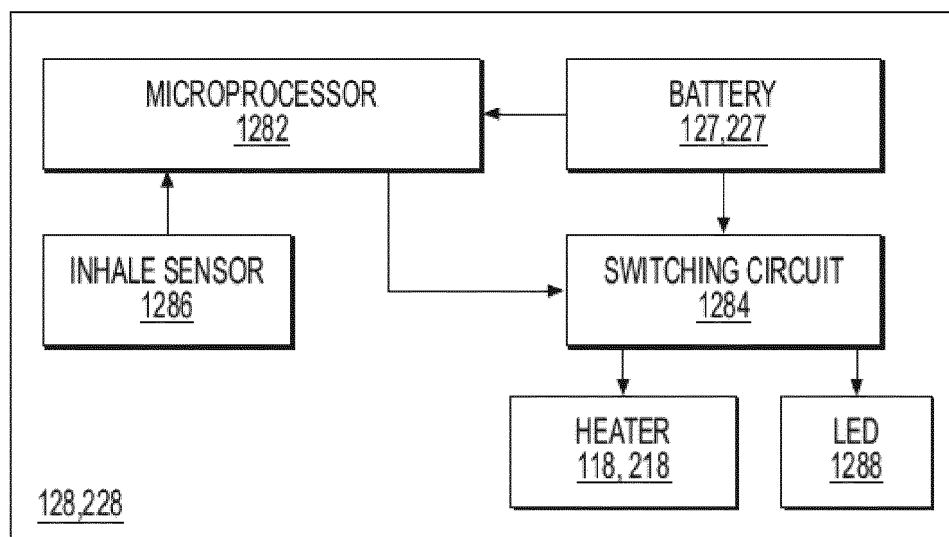 MICROPROCESSOR
1282
BATTERY
127,227
INHALE SENSOR
1286
SWITCHING CIRCUIT
1284
HEATER
118, 218
LED
1288
128,228